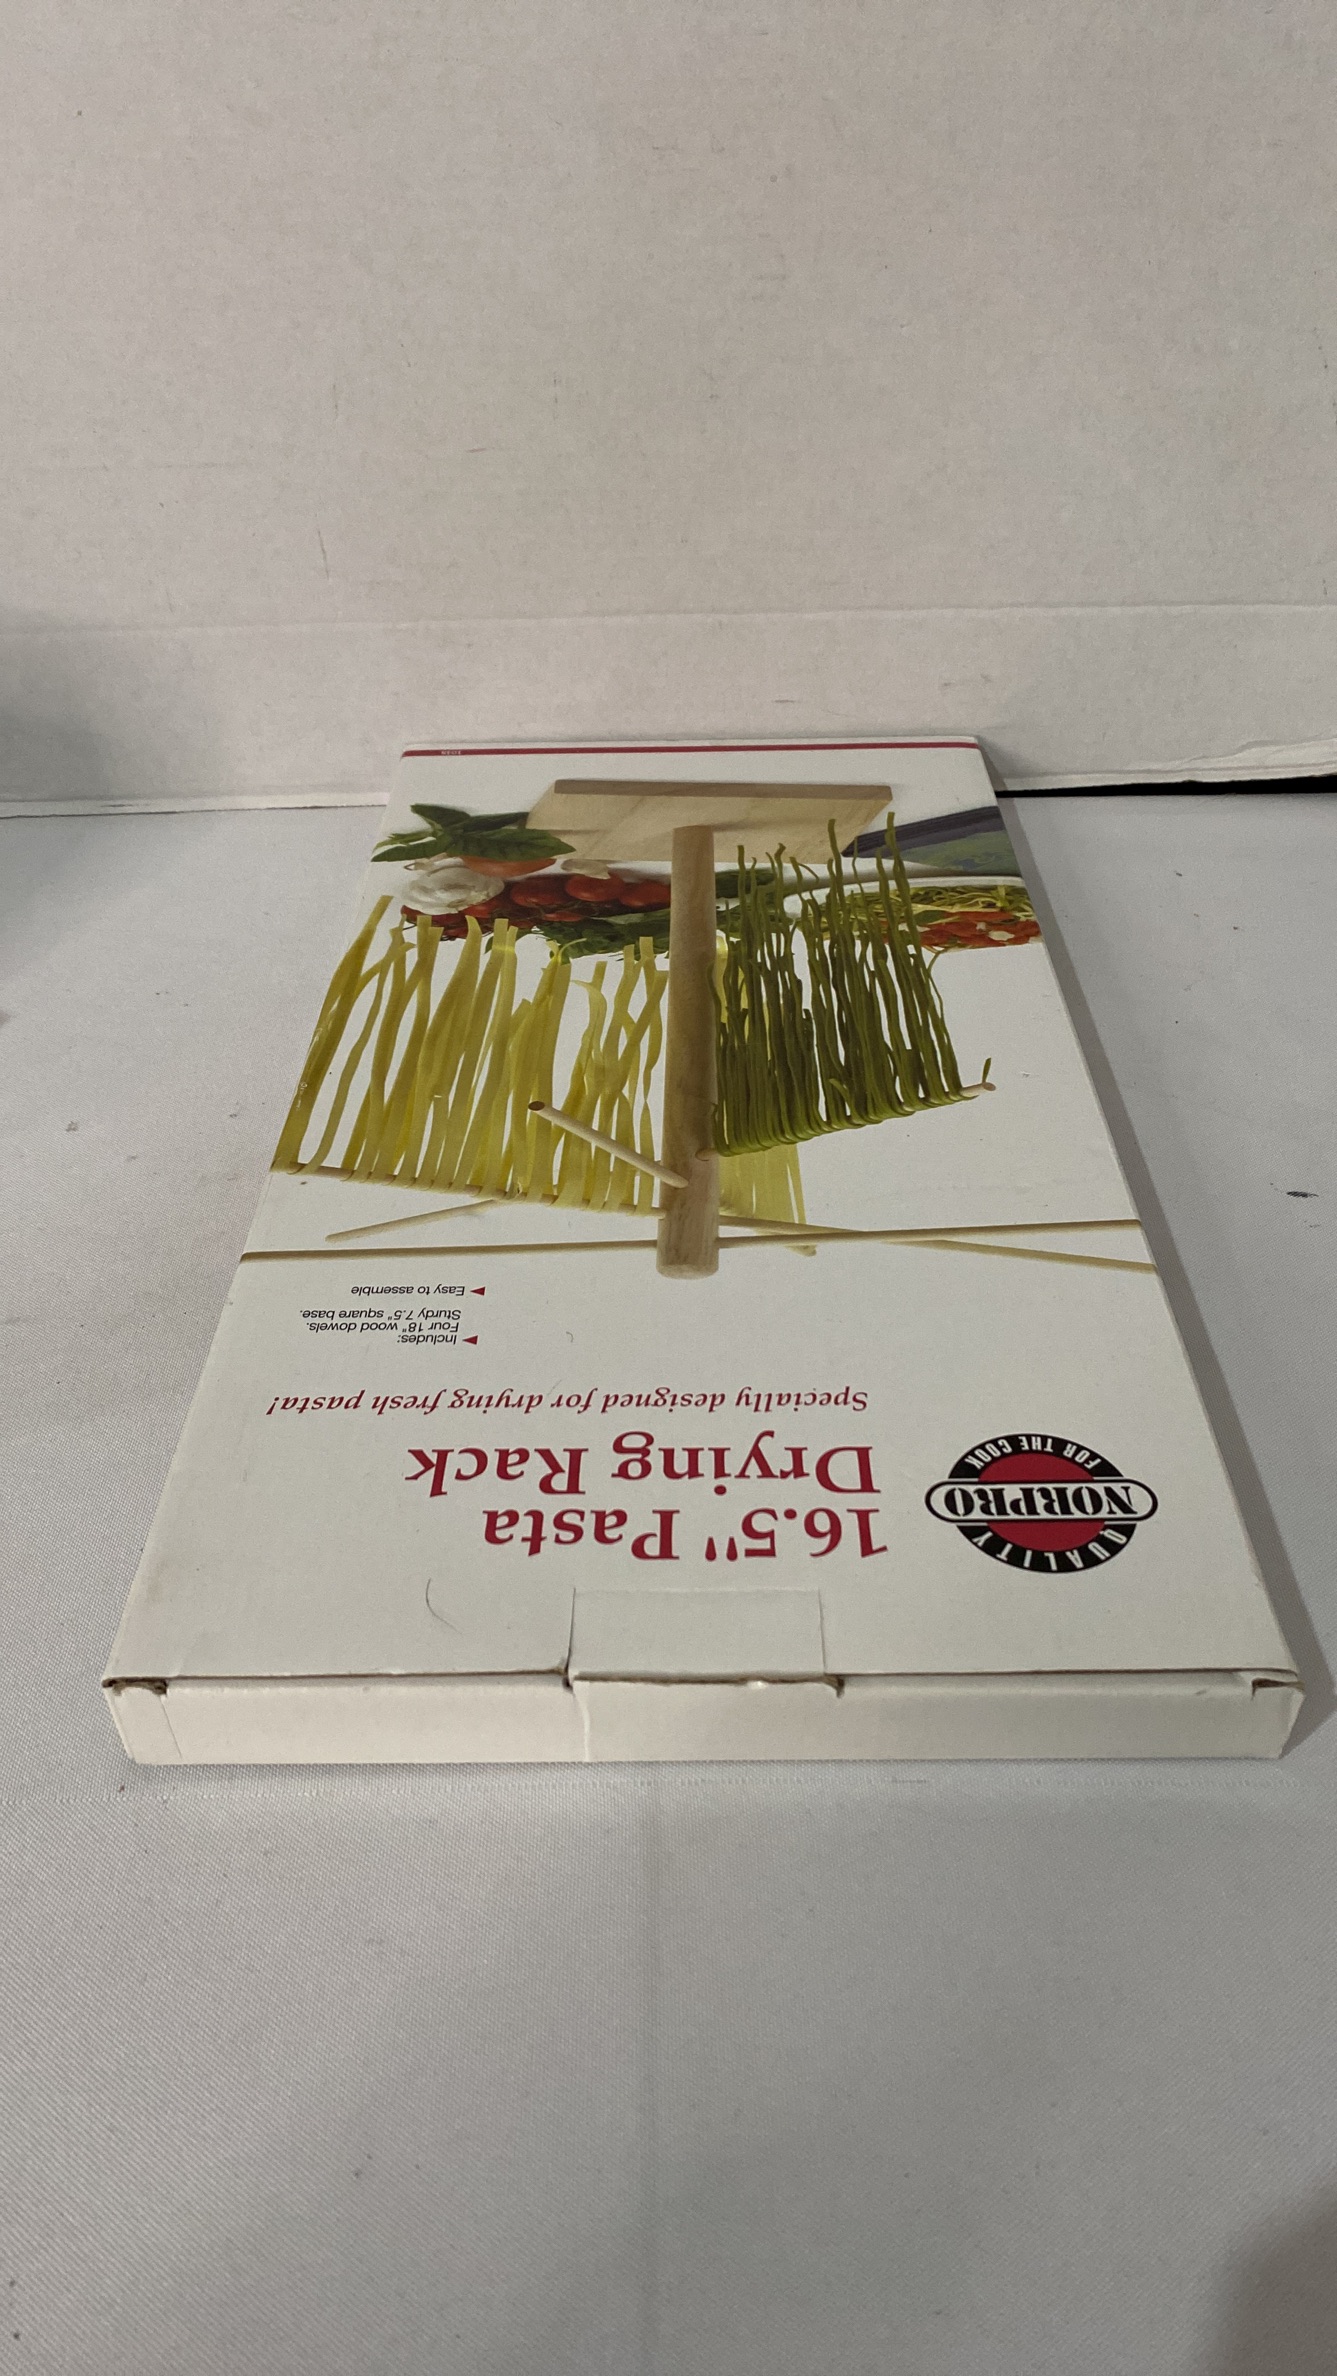 QUALITY
NORPRO
FOR THE COOK
16.5" Pasta
Drying Rack
Specially designed for drying fresh pasta!
Includes:
Four 18" wood dowels.
Sturdy 7.5" square base.
Easy to assemble